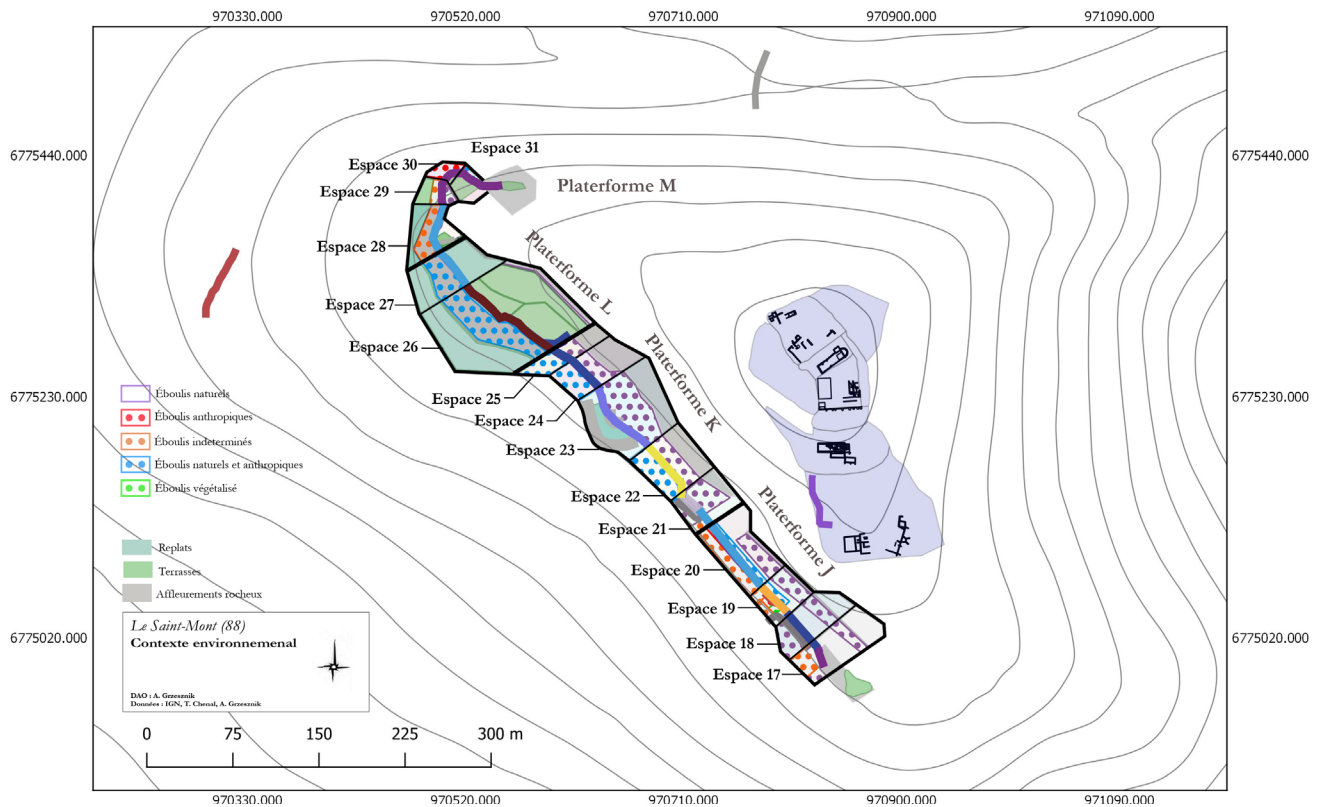 970330.000 970520.000 970710.000 970900.000 971090.000
6775440.000 6775440.000
Espace 31
Espace 30
Platerforme M
Espace 29
Espace 28
Platerforme L
Espace 27
Espace 26
Platerforme K
6775230.000 6775230.000
Éboulis naturels
Espace 25
Éboulis anthropiques
Espace 24
Éboulis indeterminés
Espace 23
Éboulis naturels et anthropiques
Éboulis végétalisé
Espace 22
Platerforme J
Espace 21
Replats
Terrasses
Espace 20
Affleurements rocheux
Espace 19
Le Saint-Mont (88)
Contexte environnemenal
6775020.000 6775020.000
Espace 18
Espace 17
DAO : A. Grzesznik
Données : IGN, T. Chenal, A. Grzesznik
0 75 150 225 300 m
970330.000 970520.000 970710.000 970900.000 971090.000